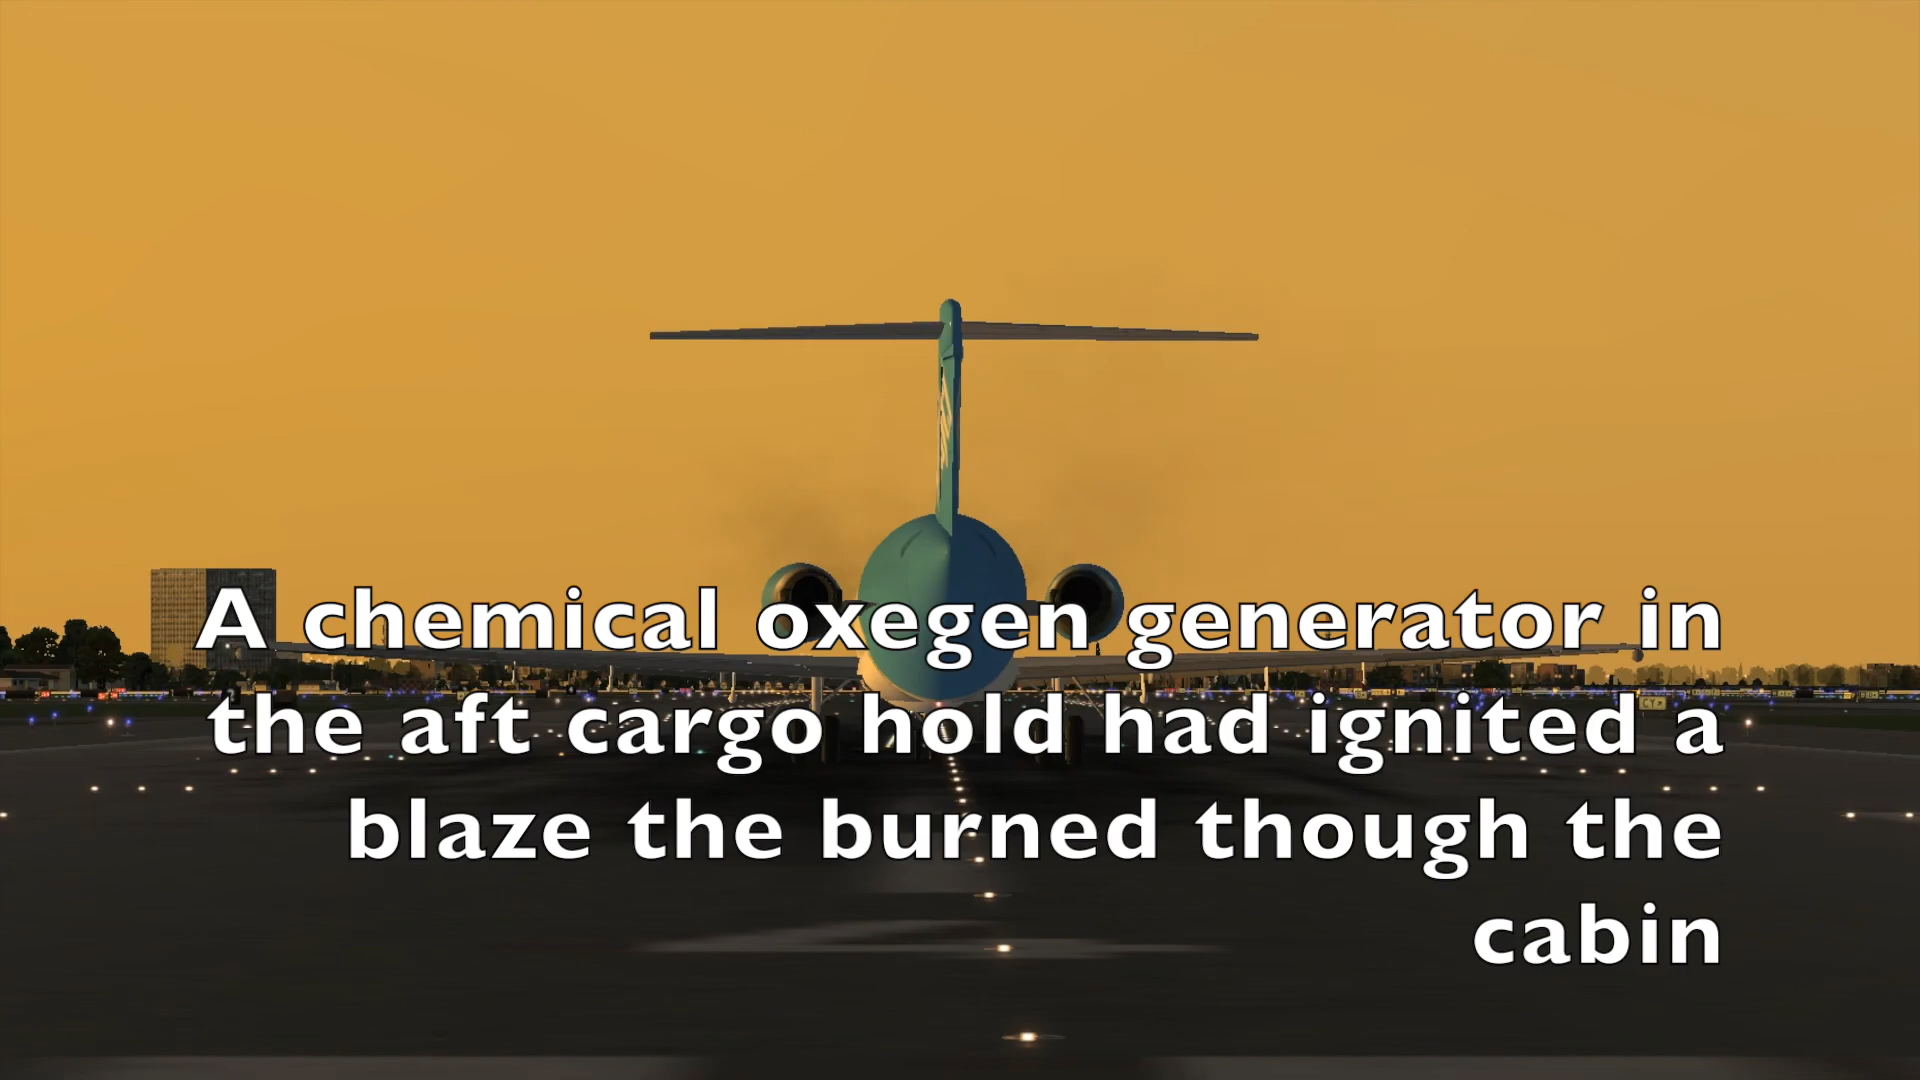 A chemical oxegen generator in
the aft cargo hold had ignited a
blaze the burned though the
cabin